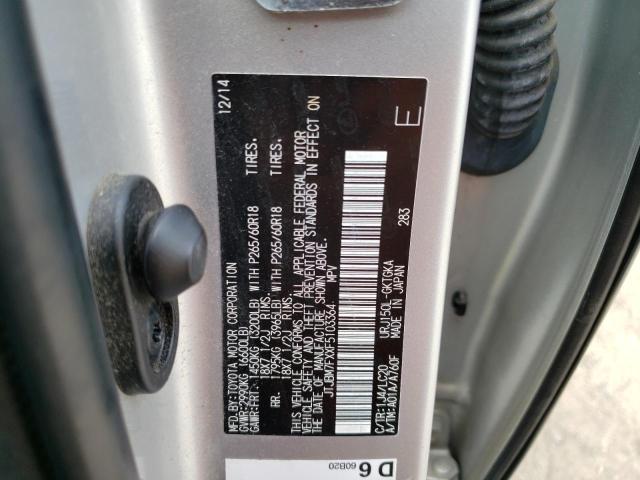 MFD.BY:TOYOTA MOTOR CORPORATION 12/14
GVWR:2990KG (6600LB)
GAWR:FRT. 1450KG (3200LB) WITH P265/60R18 TIRES.
18X7 1/2J RIMS.
RR. 1795KG (3965LB) WITH P265/60R18 TIRES.
18X7 1/2J RIMS.
THIS VEHICLE CONFORMS TO ALL APPLICABLE FEDERAL MOTOR
VEHICLE SAFETY AND THEFT PREVENTION STANDARDS IN EFFECT ON
THE DATE OF MANUFACTURE SHOWN ABOVE.
JTJBM7FXXF5103364 MPV
E
283
C/TR:1J4/LC20 URJ150L-GKTGKA
A/TM:A01A/A760F MADE IN JAPAN
D 6
60B20